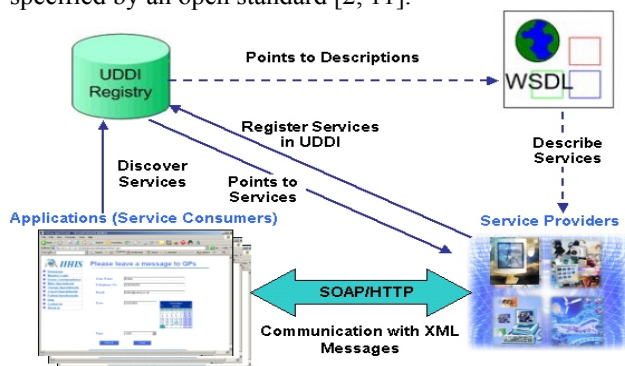 specified by an open standard [2, 11].
Points to Descriptions
UDDI
Registry
WSDL
Register Services
in UDDI
Describe
Services
Discover
Services
Points to
Services
Applications (Service Consumers)
Service Providers
HHIS
Please leave a message to GPs
SOAP/HTTP
Communication with XML
Messages